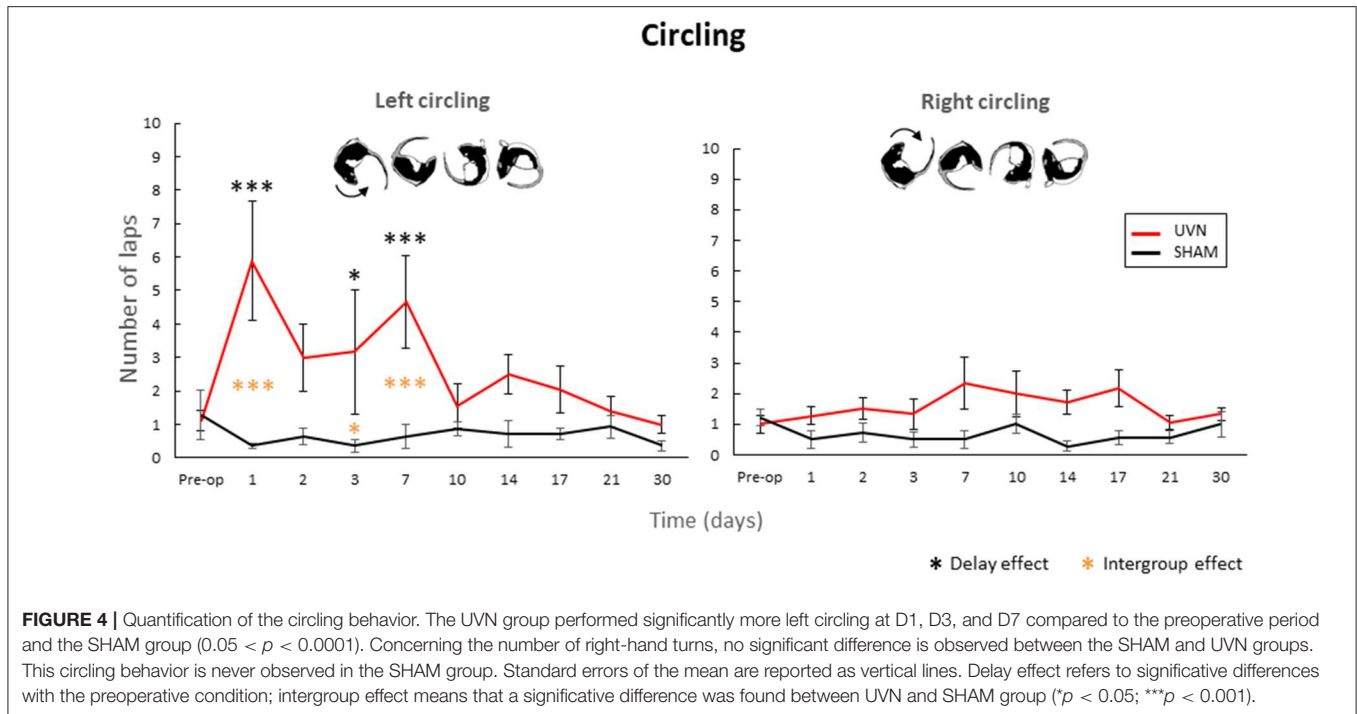 Circling
Left circling
Right circling
10
9
8
7
6
5
4
3
2
1
0
Number of laps
***
*
***
***
*
***
Pre-op 1 2 3 7 10 14 17 21 30
10
9
8
7
6
5
4
3
2
1
0
UVN
SHAM
Pre-op 1 2 3 7 10 14 17 21 30
Time (days)
* Delay effect * Intergroup effect
FIGURE 4 | Quantification of the circling behavior. The UVN group performed significantly more left circling at D1, D3, and D7 compared to the preoperative period
and the SHAM group (0.05 < p < 0.0001). Concerning the number of right-hand turns, no significant difference is observed between the SHAM and UVN groups.
This circling behavior is never observed in the SHAM group. Standard errors of the mean are reported as vertical lines. Delay effect refers to significative differences
with the preoperative condition; intergroup effect means that a significative difference was found between UVN and SHAM group (*p < 0.05; ***p < 0.001).